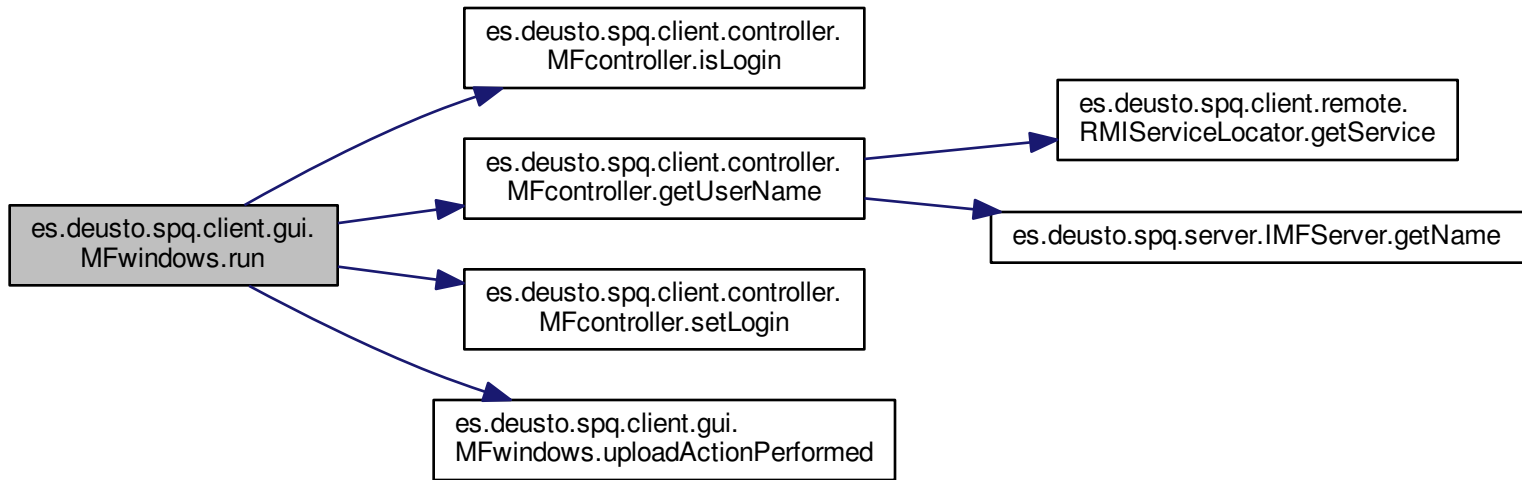 es.deusto.spq.client.gui.
MFwindows.run
es.deusto.spq.client.controller.
MFcontroller.isLogin
es.deusto.spq.client.controller.
MFcontroller.getUserName
es.deusto.spq.client.controller.
MFcontroller.setLogin
es.deusto.spq.client.gui.
MFwindows.uploadActionPerformed
es.deusto.spq.client.remote.
RMIServiceLocator.getService
es.deusto.spq.server.IMFServer.getName